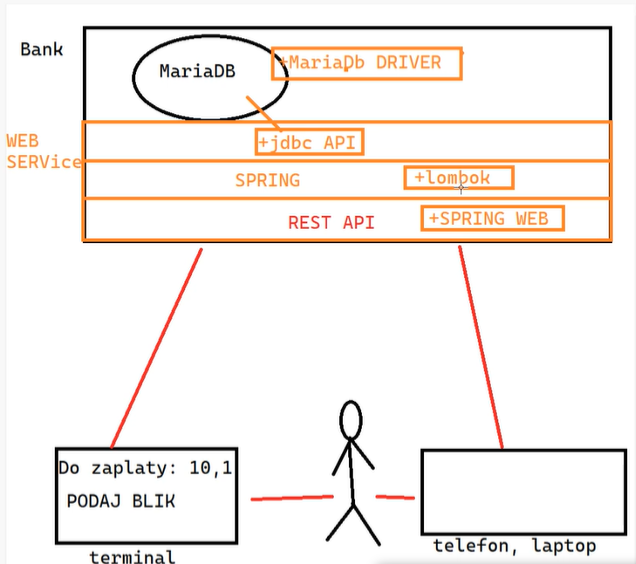 Bank
MariaDB
+MariaDb DRIVER
WEB
SERVice
+jdbc API
SPRING
+lombok
REST API
+SPRING WEB
Do zaplaty: 10,1
PODAJ BLIK
terminal
telefon, laptop